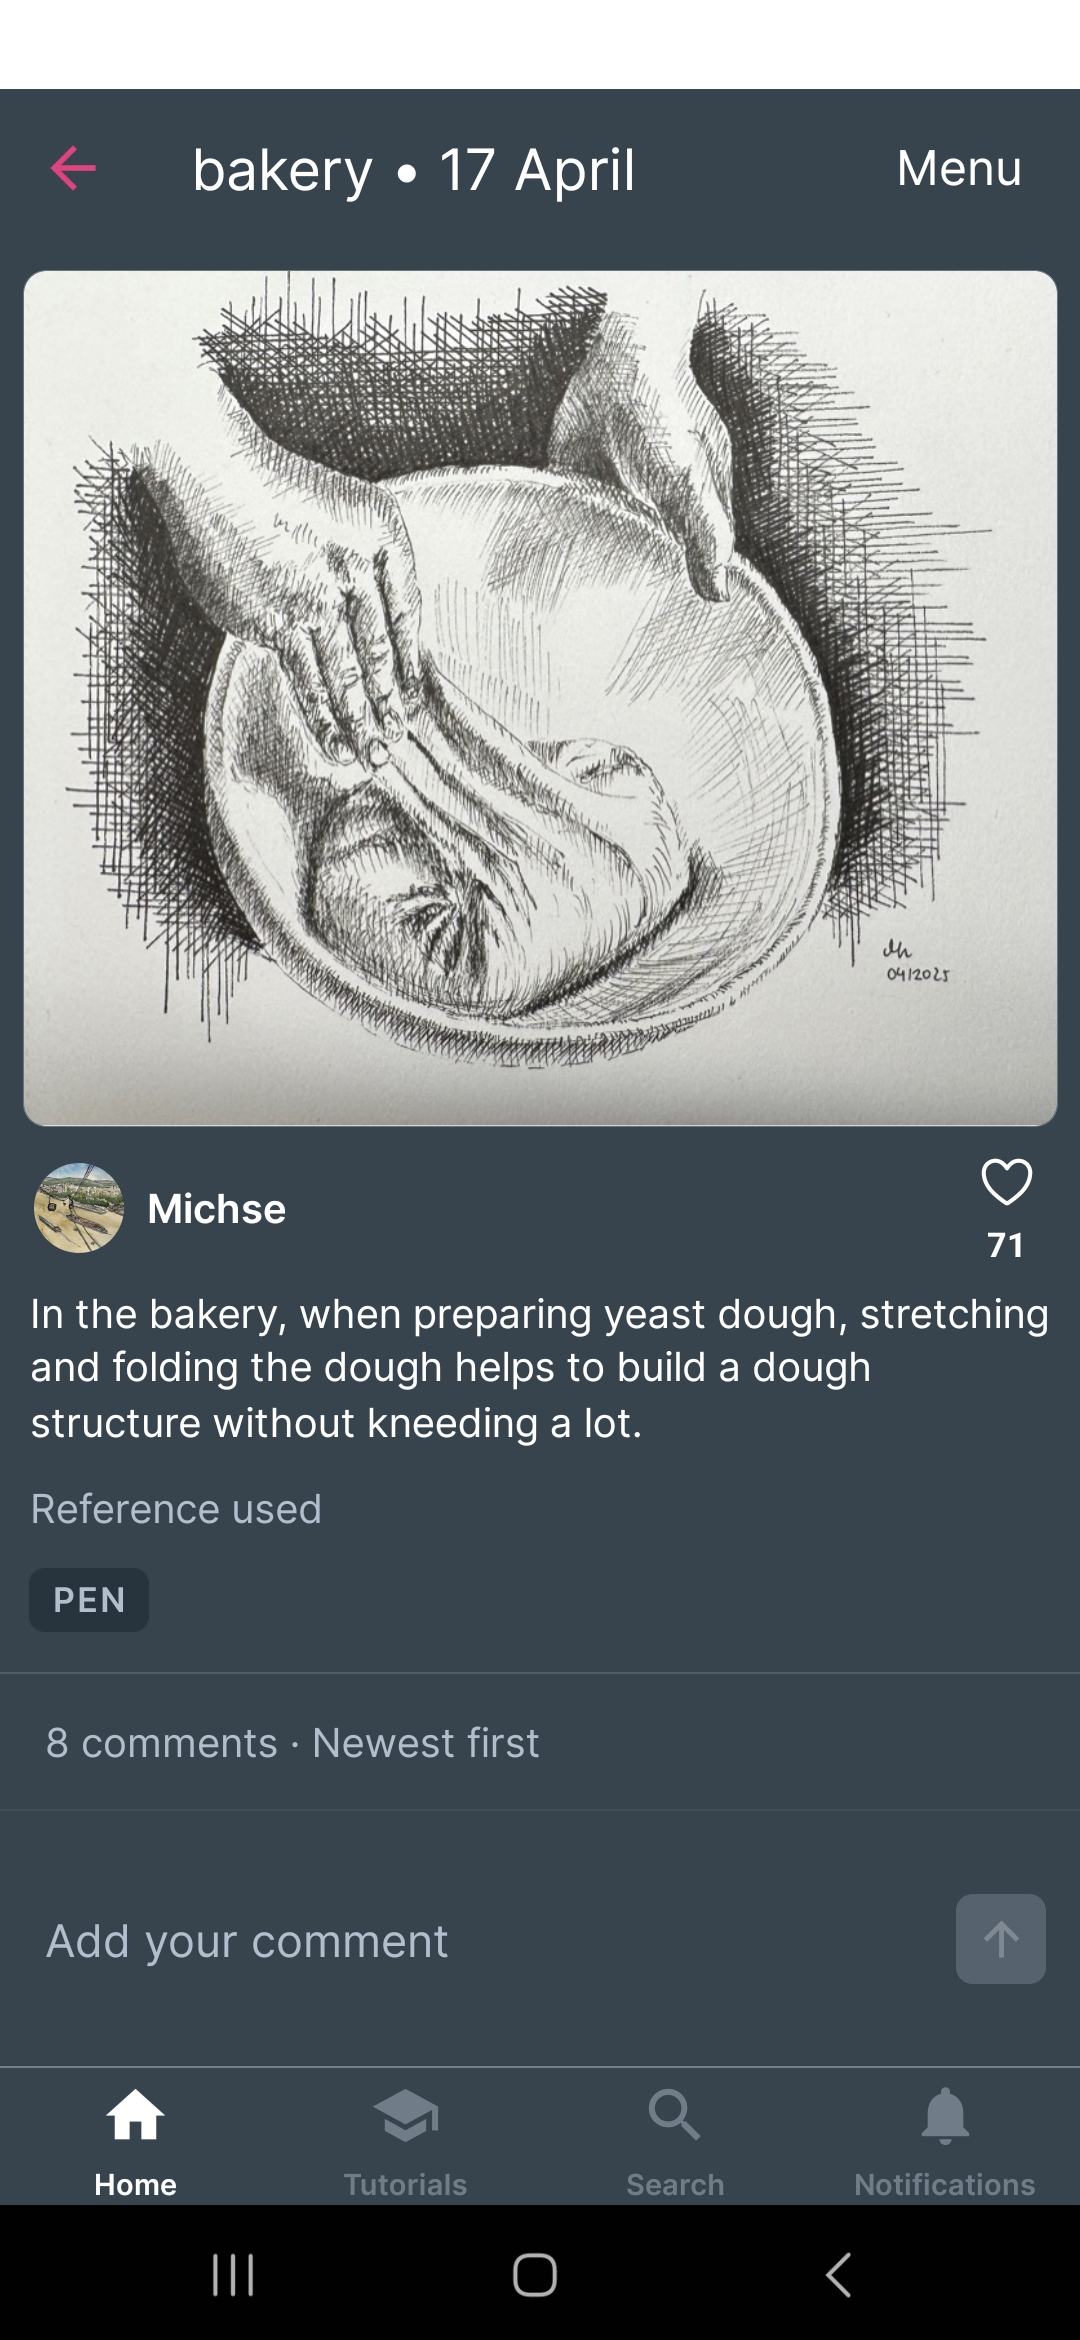 bakery • 17 April
Menu
04/2025
Michse
71
In the bakery, when preparing yeast dough, stretching
and folding the dough helps to build a dough
structure without kneeding a lot.
Reference used
PEN
8 comments · Newest first
Add your comment
Home
Tutorials
Search
Notifications